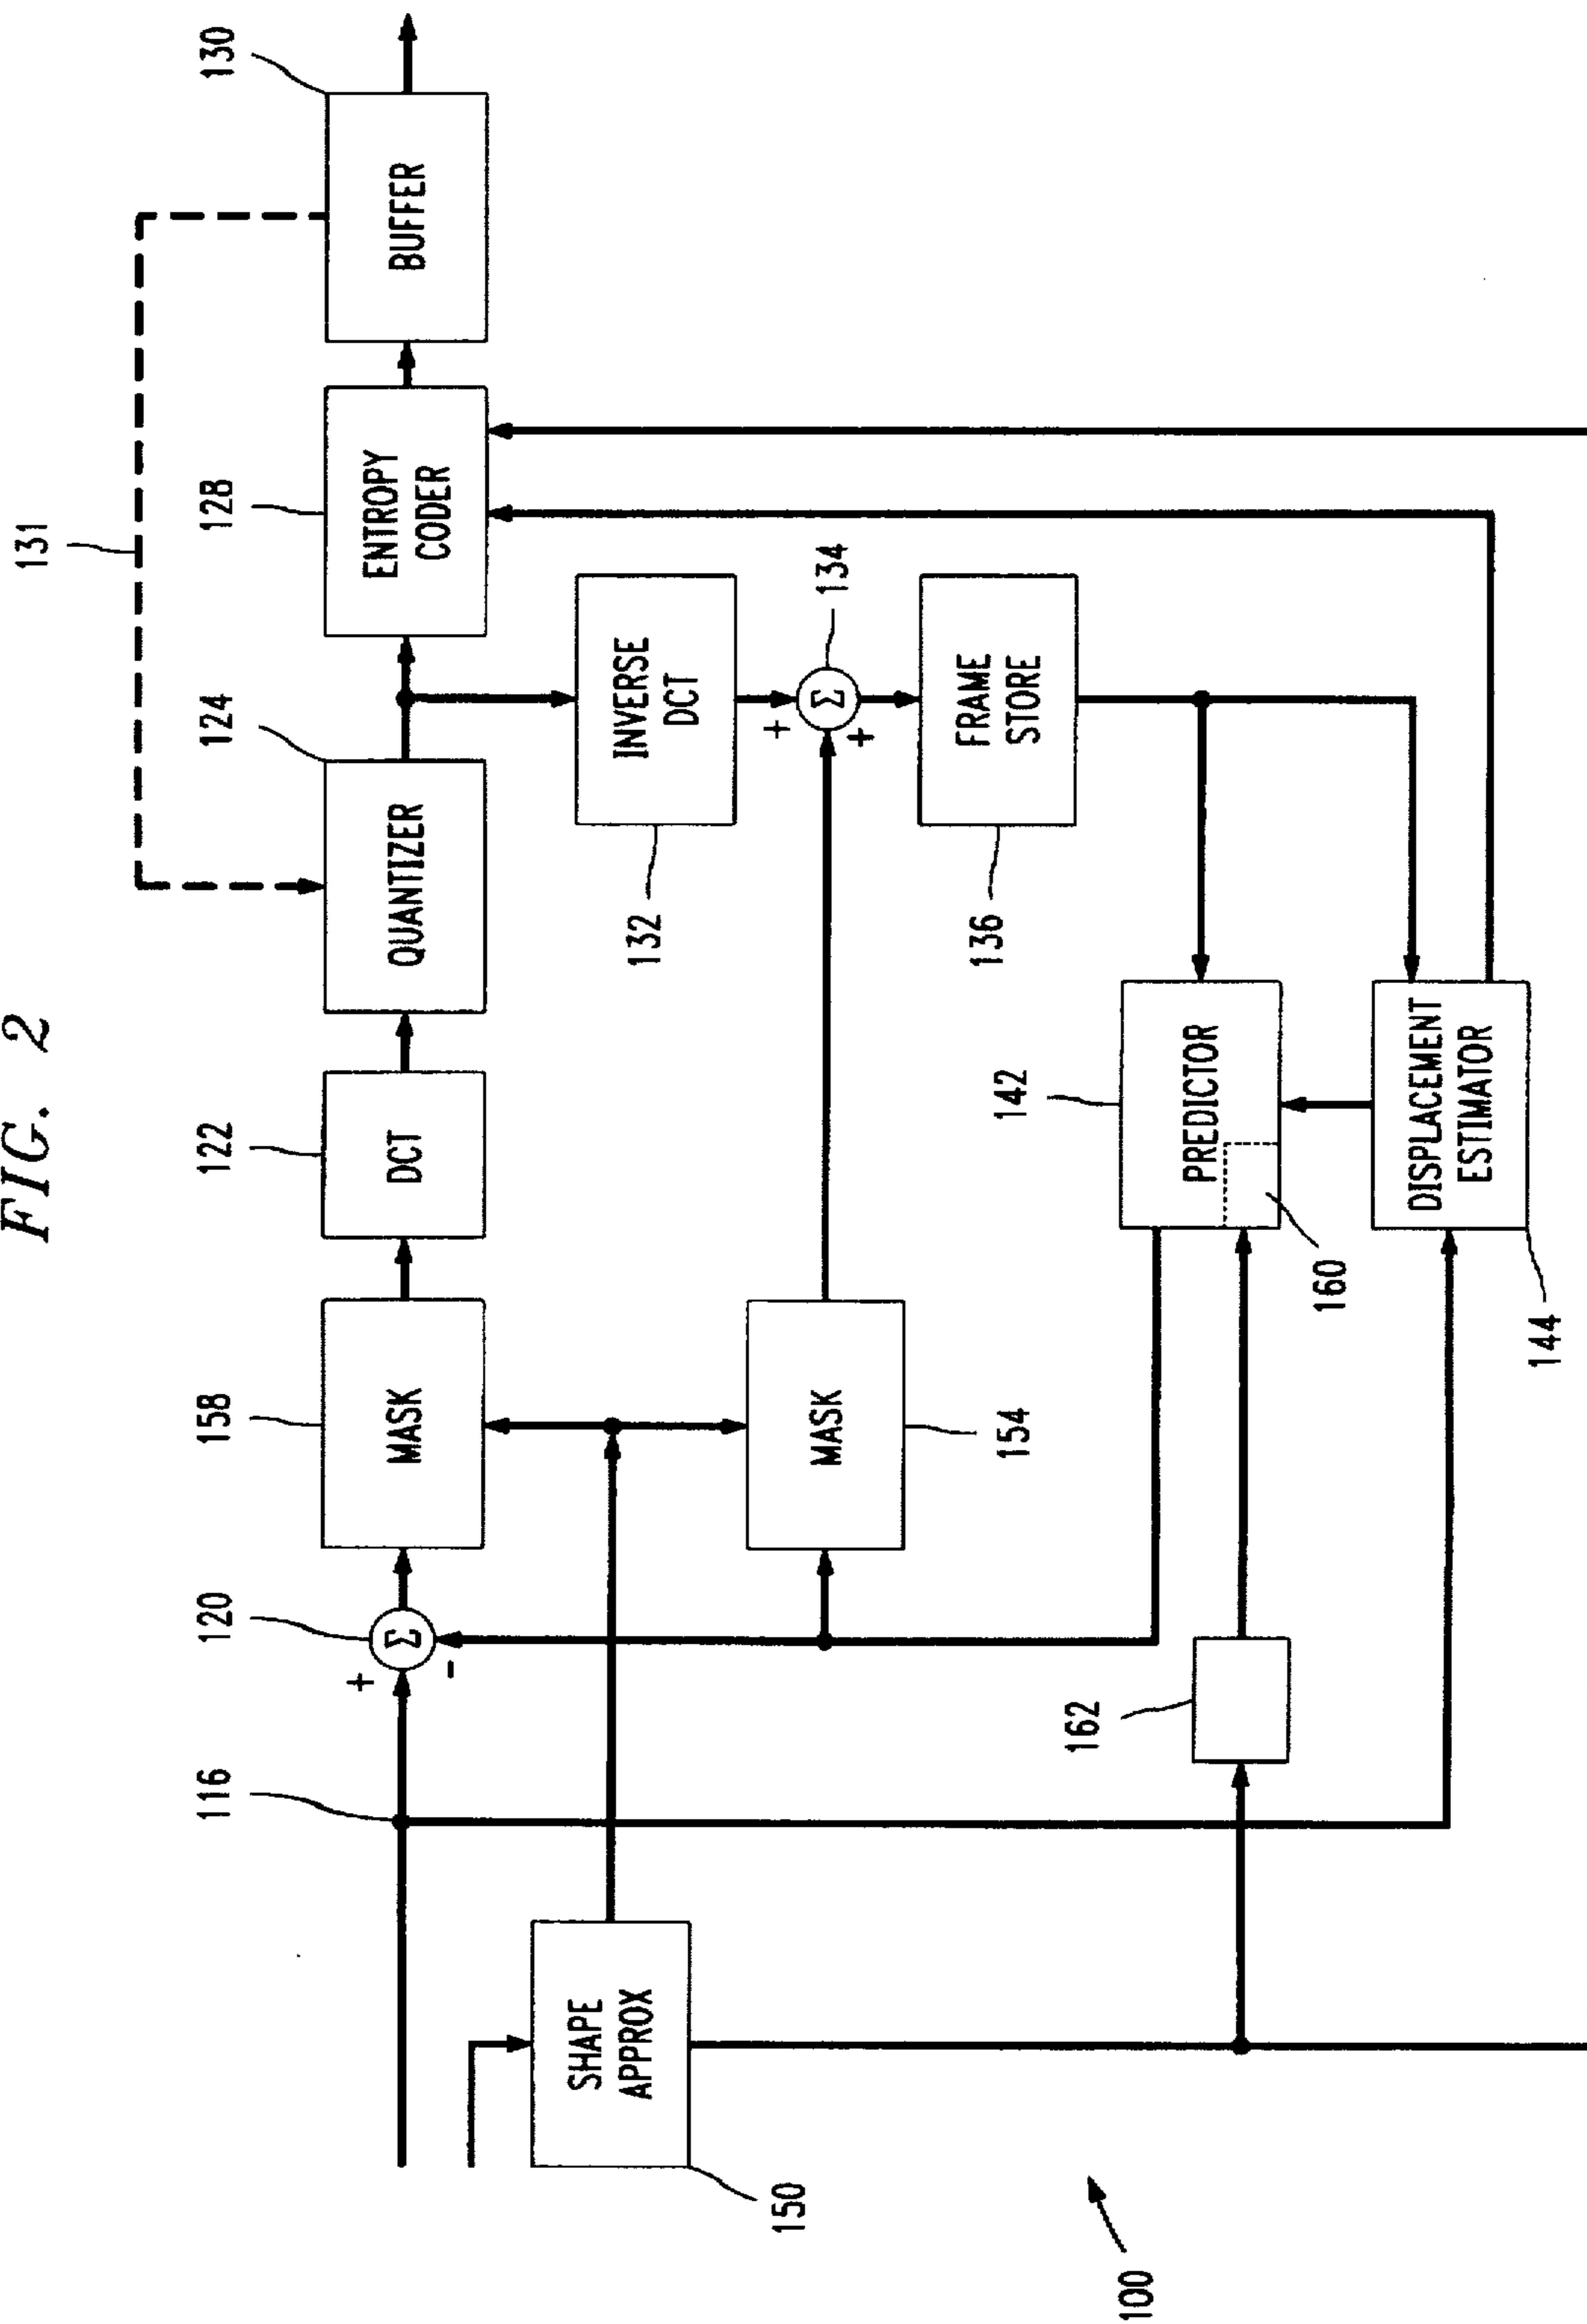 FIG. 2
131
158
122
124
128
130
120
116
MASK
DCT
QUANTIZER
ENTROPY
CODER
BUFFER
+
Σ
-
150
SHAPE
APPROX
MASK
154
132
INVERSE
DCT
+
Σ
+
134
136
FRAME
STORE
162
142
PREDICTOR
160
DISPLACEMENT
ESTIMATOR
144
100